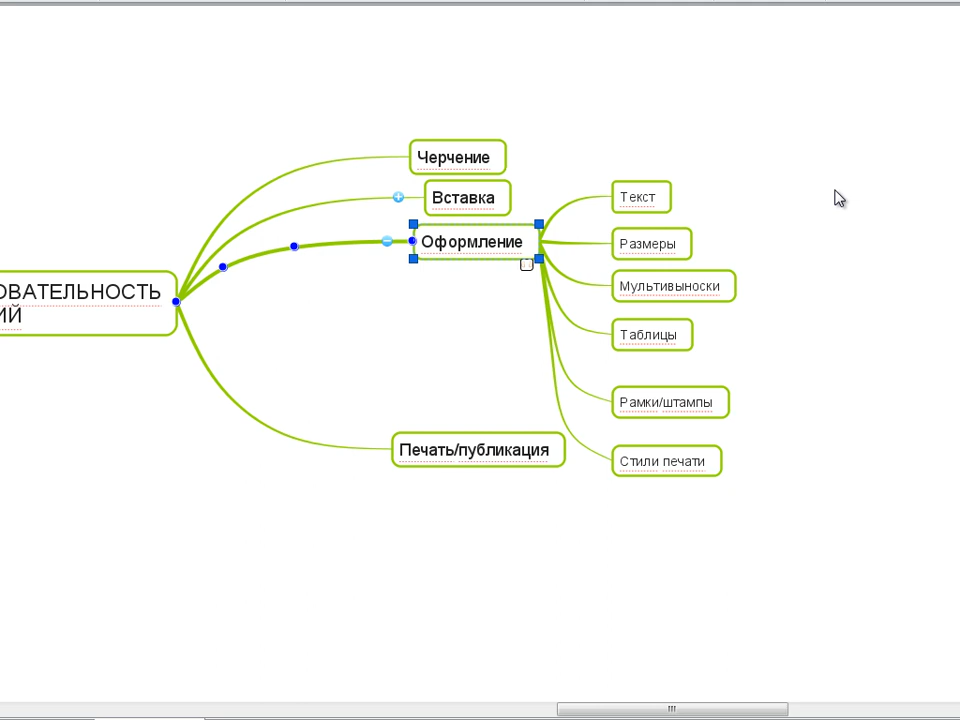 ОВАТЕЛЬНОСТЬ
ИЙ
Черчение
Вставка
Оформление
Печать/публикация
Текст
Размеры
Мультивыноски
Таблицы
Рамки/штампы
Стили печати